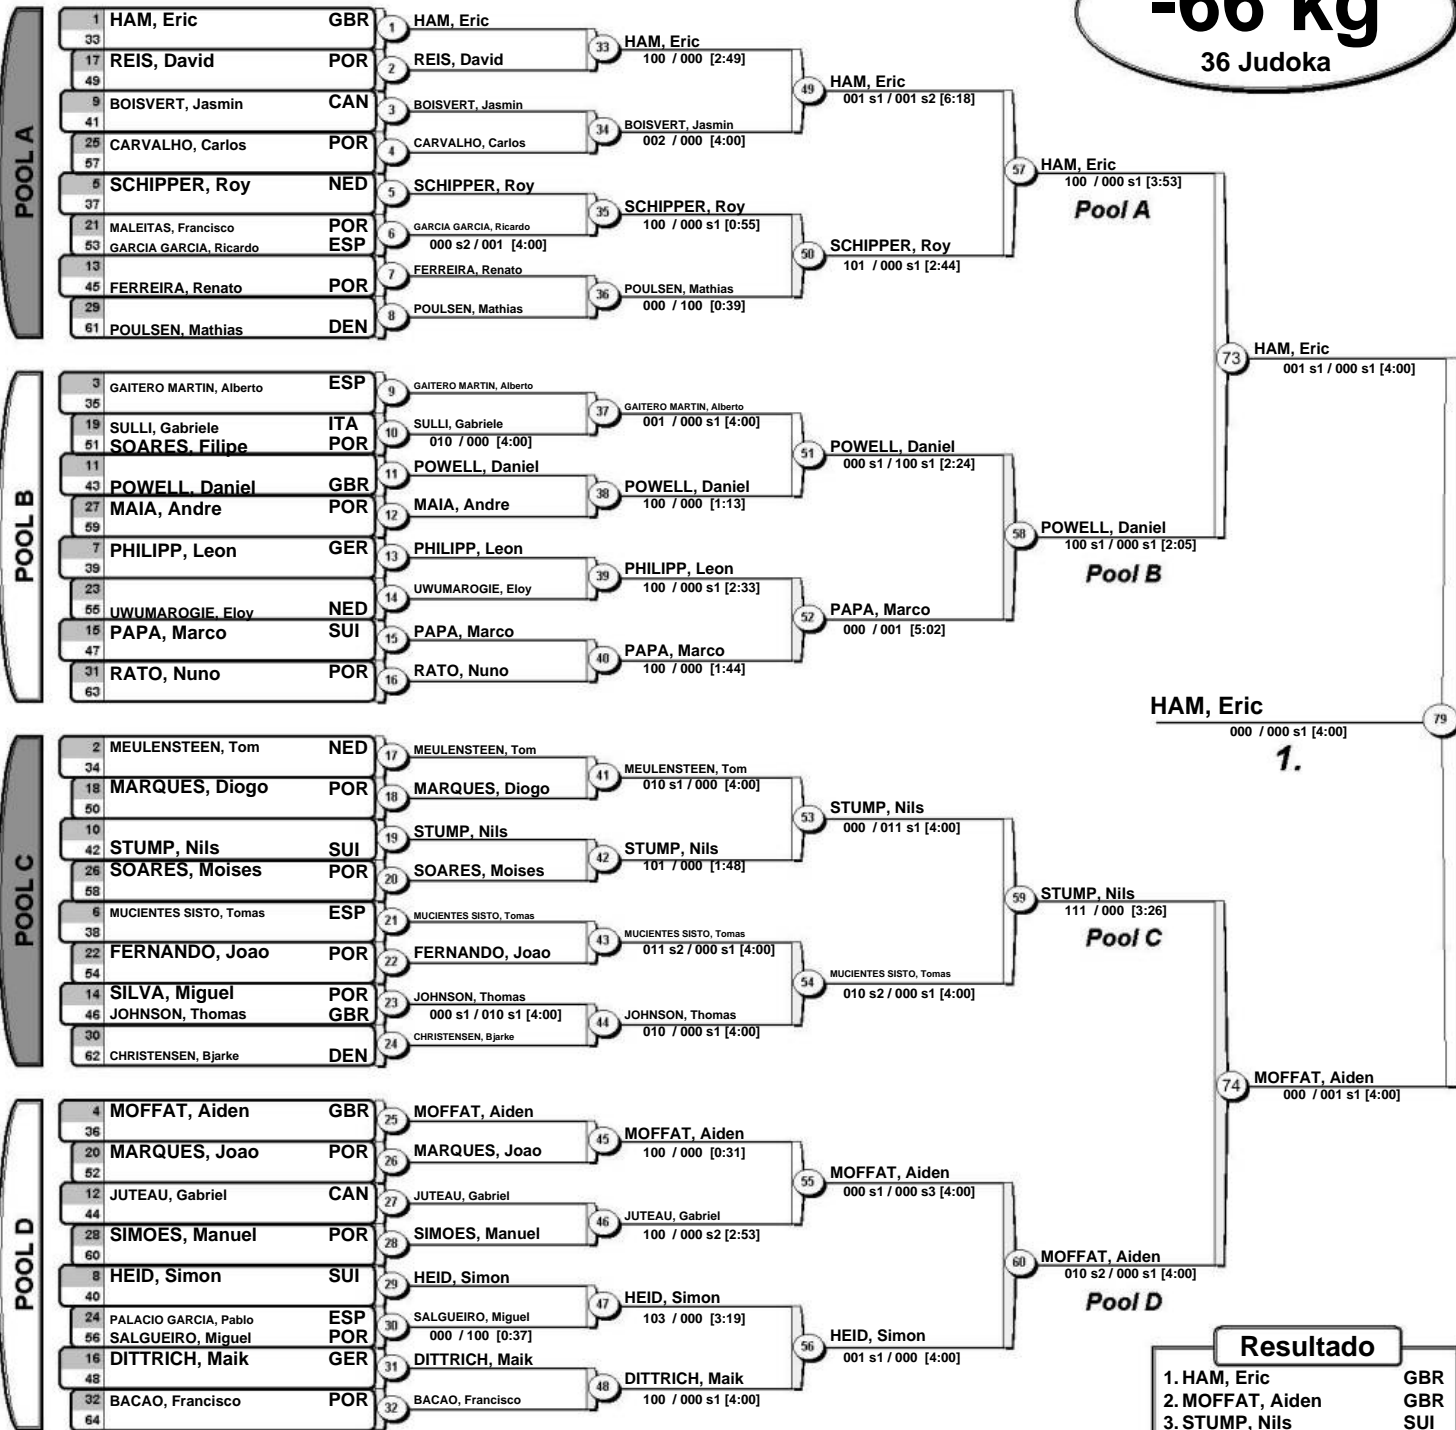 -66 kg
36 Judoka
POOL A
1 HAM, Eric GBR
33
17 REIS, David POR
49
9 BOISVERT, Jasmin CAN
41
25 CARVALHO, Carlos POR
57
5 SCHIPPER, Roy NED
37
21 MALEITAS, Francisco POR
53 GARCIA GARCIA, Ricardo ESP
13
45 FERREIRA, Renato POR
29
61 POULSEN, Mathias DEN
1 HAM, Eric
2 REIS, David
3 BOISVERT, Jasmin
4 CARVALHO, Carlos
5 SCHIPPER, Roy
6 GARCIA GARCIA, Ricardo
000 s2 / 001 [4:00]
7 FERREIRA, Renato
8 POULSEN, Mathias
33 HAM, Eric
100 / 000 [2:49]
34 BOISVERT, Jasmin
002 / 000 [4:00]
35 SCHIPPER, Roy
100 / 000 s1 [0:55]
36 POULSEN, Mathias
000 / 100 [0:39]
49 HAM, Eric
001 s1 / 001 s2 [6:18]
50 SCHIPPER, Roy
101 / 000 s1 [2:44]
57 HAM, Eric
100 / 000 s1 [3:53]
Pool A
POOL B
3 GAITERO MARTIN, Alberto ESP
35
19 SULLI, Gabriele ITA
51 SOARES, Filipe POR
11
43 POWELL, Daniel GBR
27 MAIA, Andre POR
59
7 PHILIPP, Leon GER
39
23
55 UWUMAROGIE, Eloy NED
15 PAPA, Marco SUI
47
31 RATO, Nuno POR
63
9 GAITERO MARTIN, Alberto
10 SULLI, Gabriele
010 / 000 [4:00]
11 POWELL, Daniel
12 MAIA, Andre
13 PHILIPP, Leon
14 UWUMAROGIE, Eloy
15 PAPA, Marco
16 RATO, Nuno
37 GAITERO MARTIN, Alberto
001 / 000 s1 [4:00]
38 POWELL, Daniel
100 / 000 [1:13]
39 PHILIPP, Leon
100 / 000 s1 [2:33]
40 PAPA, Marco
100 / 000 [1:44]
51 POWELL, Daniel
000 s1 / 100 s1 [2:24]
52 PAPA, Marco
000 / 001 [5:02]
58 POWELL, Daniel
100 s1 / 000 s1 [2:05]
Pool B
73 HAM, Eric
001 s1 / 000 s1 [4:00]
HAM, Eric
79
000 / 000 s1 [4:00]
1.
POOL C
2 MEULENSTEEN, Tom NED
34
18 MARQUES, Diogo POR
50
10
42 STUMP, Nils SUI
26 SOARES, Moises POR
58
6 MUCIENTES SISTO, Tomas ESP
38
22 FERNANDO, Joao POR
54
14 SILVA, Miguel POR
46 JOHNSON, Thomas GBR
30
62 CHRISTENSEN, Bjarke DEN
17 MEULENSTEEN, Tom
18 MARQUES, Diogo
19 STUMP, Nils
20 SOARES, Moises
21 MUCIENTES SISTO, Tomas
22 FERNANDO, Joao
23 JOHNSON, Thomas
000 s1 / 010 s1 [4:00]
24 CHRISTENSEN, Bjarke
41 MEULENSTEEN, Tom
010 s1 / 000 [4:00]
42 STUMP, Nils
101 / 000 [1:48]
43 MUCIENTES SISTO, Tomas
011 s2 / 000 s1 [4:00]
44 JOHNSON, Thomas
010 / 000 s1 [4:00]
53 STUMP, Nils
000 / 011 s1 [4:00]
54 MUCIENTES SISTO, Tomas
010 s2 / 000 s1 [4:00]
59 STUMP, Nils
111 / 000 [3:26]
Pool C
POOL D
4 MOFFAT, Aiden GBR
36
20 MARQUES, Joao POR
52
12 JUTEAU, Gabriel CAN
44
28 SIMOES, Manuel POR
60
8 HEID, Simon SUI
40
24 PALACIO GARCIA, Pablo ESP
56 SALGUEIRO, Miguel POR
16 DITTRICH, Maik GER
48
32 BACAO, Francisco POR
64
25 MOFFAT, Aiden
26 MARQUES, Joao
27 JUTEAU, Gabriel
28 SIMOES, Manuel
29 HEID, Simon
30 SALGUEIRO, Miguel
000 / 100 [0:37]
31 DITTRICH, Maik
32 BACAO, Francisco
45 MOFFAT, Aiden
100 / 000 [0:31]
46 JUTEAU, Gabriel
100 / 000 s2 [2:53]
47 HEID, Simon
103 / 000 [3:19]
48 DITTRICH, Maik
100 / 000 s1 [4:00]
55 MOFFAT, Aiden
000 s1 / 000 s3 [4:00]
56 HEID, Simon
001 s1 / 000 [4:00]
60 MOFFAT, Aiden
010 s2 / 000 s1 [4:00]
Pool D
74 MOFFAT, Aiden
000 / 001 s1 [4:00]
Resultado
1. HAM, Eric GBR
2. MOFFAT, Aiden GBR
3. STUMP, Nils SUI